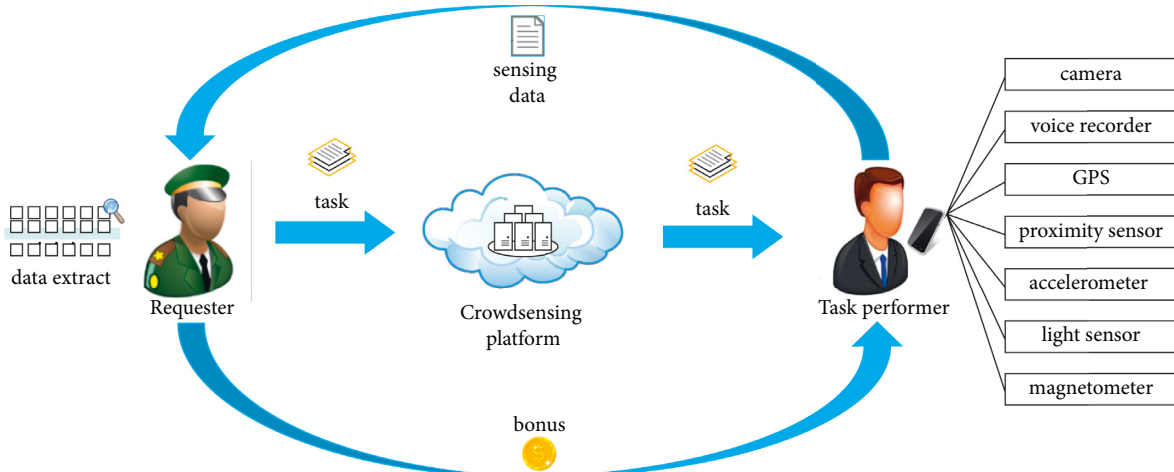 sensing
data
task
task
data extract
Requester
Crowdsensing
platform
Task performer
camera
voice recorder
GPS
proximity sensor
accelerometer
light sensor
magnetometer
bonus